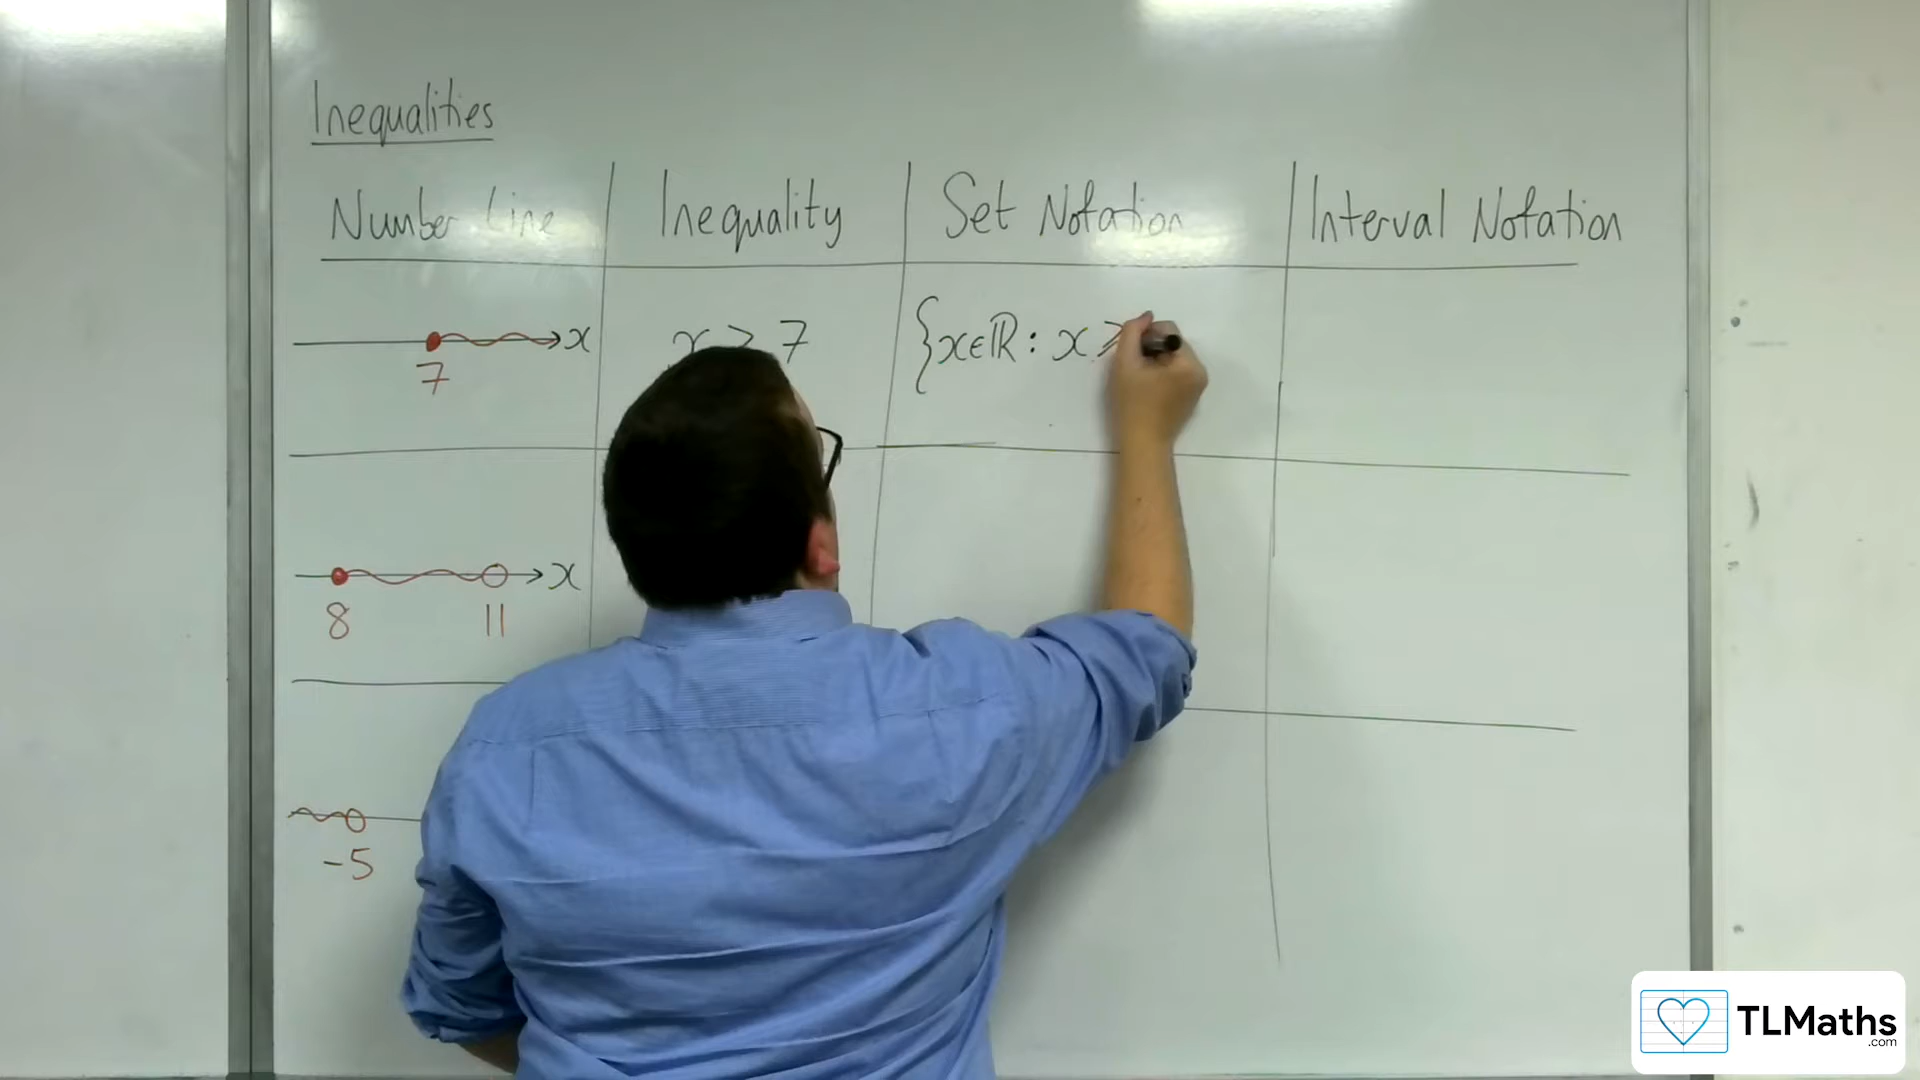 Inequalities
Number Line Inequality Set Notation Interval Notation
x x ≥ 7 {x∈ℝ : x ≥
7
x
8 11
-5
TLMaths
.com